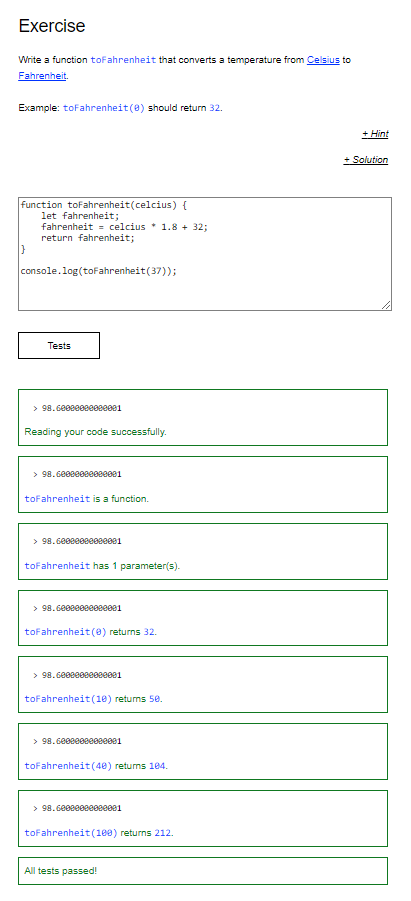 Exercise
Write a function toFahrenheit that converts a temperature from Celsius to
Fahrenheit.
Example: toFahrenheit(0) should return 32.
+ Hint
+ Solution
function toFahrenheit(celcius) {
    let fahrenheit;
    fahrenheit = celcius * 1.8 + 32;
    return fahrenheit;
}
console.log(toFahrenheit(37));
Tests
> 98.60000000000001
Reading your code successfully.
> 98.60000000000001
toFahrenheit is a function.
> 98.60000000000001
toFahrenheit has 1 parameter(s).
> 98.60000000000001
toFahrenheit(0) returns 32.
> 98.60000000000001
toFahrenheit(10) returns 50.
> 98.60000000000001
toFahrenheit(40) returns 104.
> 98.60000000000001
toFahrenheit(100) returns 212.
All tests passed!